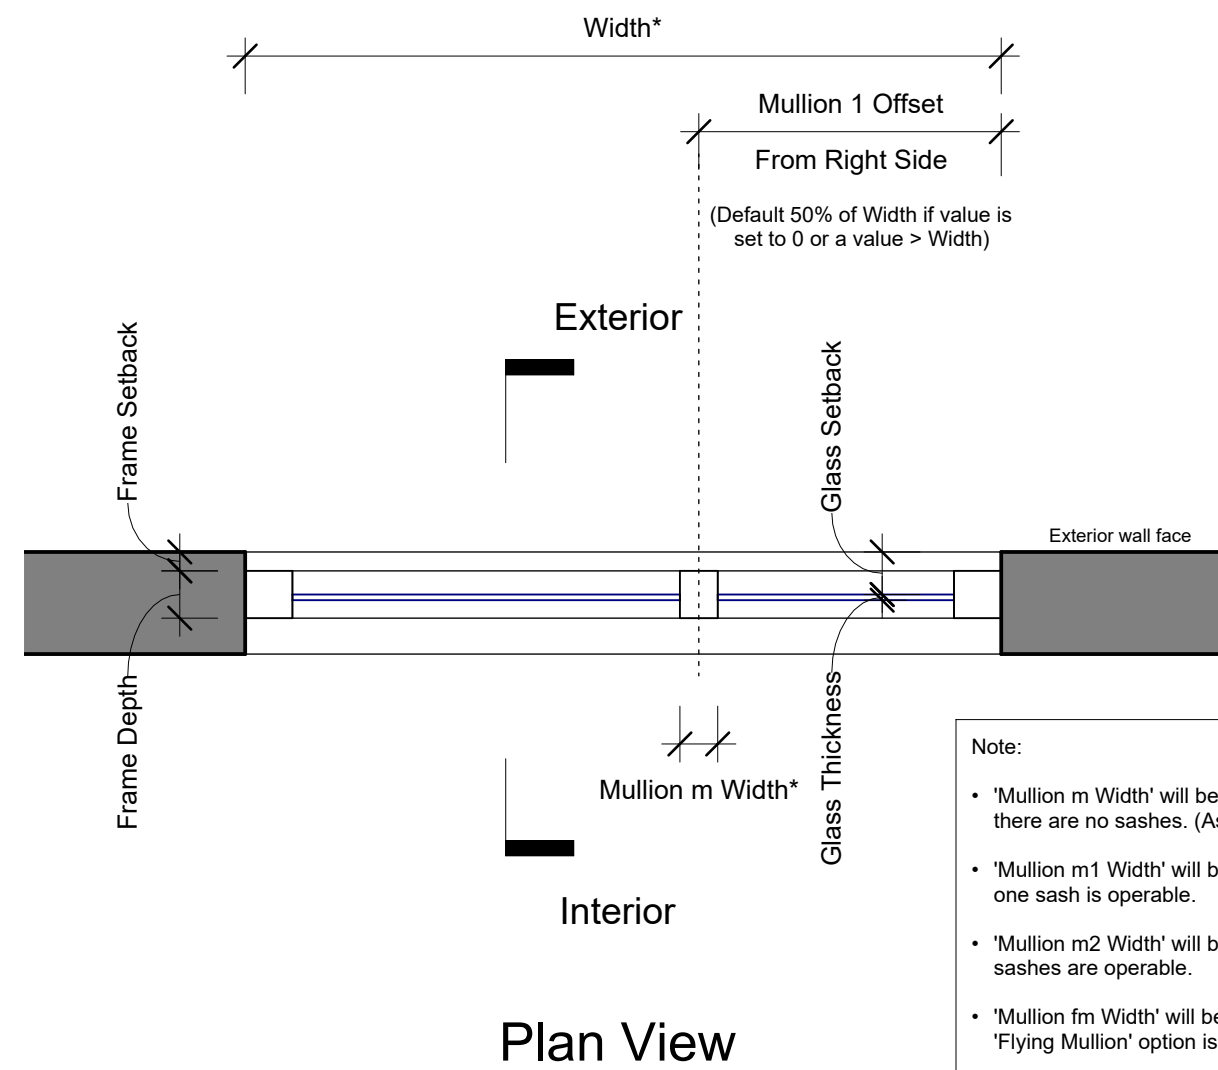 Width*
Mullion 1 Offset
From Right Side
(Default 50% of Width if value is
set to 0 or a value > Width)
Exterior
Frame Setback
Glass Setback
Exterior wall face
Frame Depth
Glass Thickness
Mullion m Width*
Interior
Plan View
Note:
• 'Mullion m Width' will be
there are no sashes. (As
• 'Mullion m1 Width' will b
one sash is operable.
• 'Mullion m2 Width' will b
sashes are operable.
• 'Mullion fm Width' will be
'Flying Mullion' option is